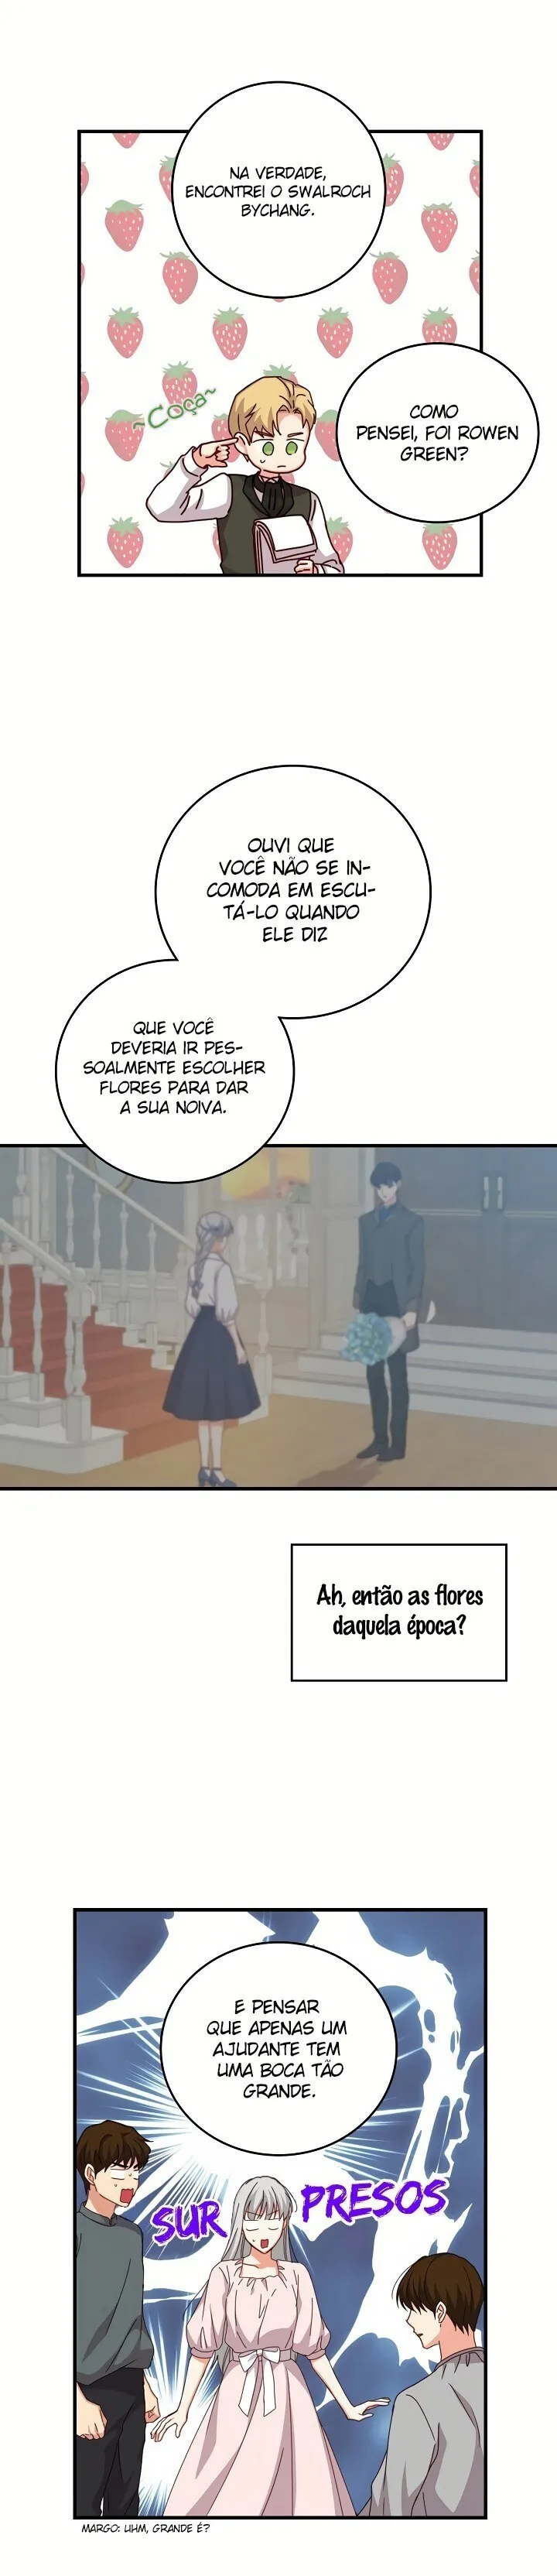 NA VERDADE,
ENCONTREI O SWALROCH
BYCHANG.
~COÇA~
COMO
PENSEI, FOI ROWEN
GREEN?
OUVI QUE
VOCÊ NÃO SE IN-
COMODA EM ESCU-
TÁ-LO QUANDO
ELE DIZ
QUE VOCÊ
DEVERIA IR PES-
SOALMENTE ESCOLHER
FLORES PARA DAR
A SUA NOIVA.
Ah, então as flores
daquela época?
E PENSAR
QUE APENAS UM
AJUDANTE TEM
UMA BOCA TÃO
GRANDE.
SUR PRESOS
MARGO: UHM, GRANDE É?